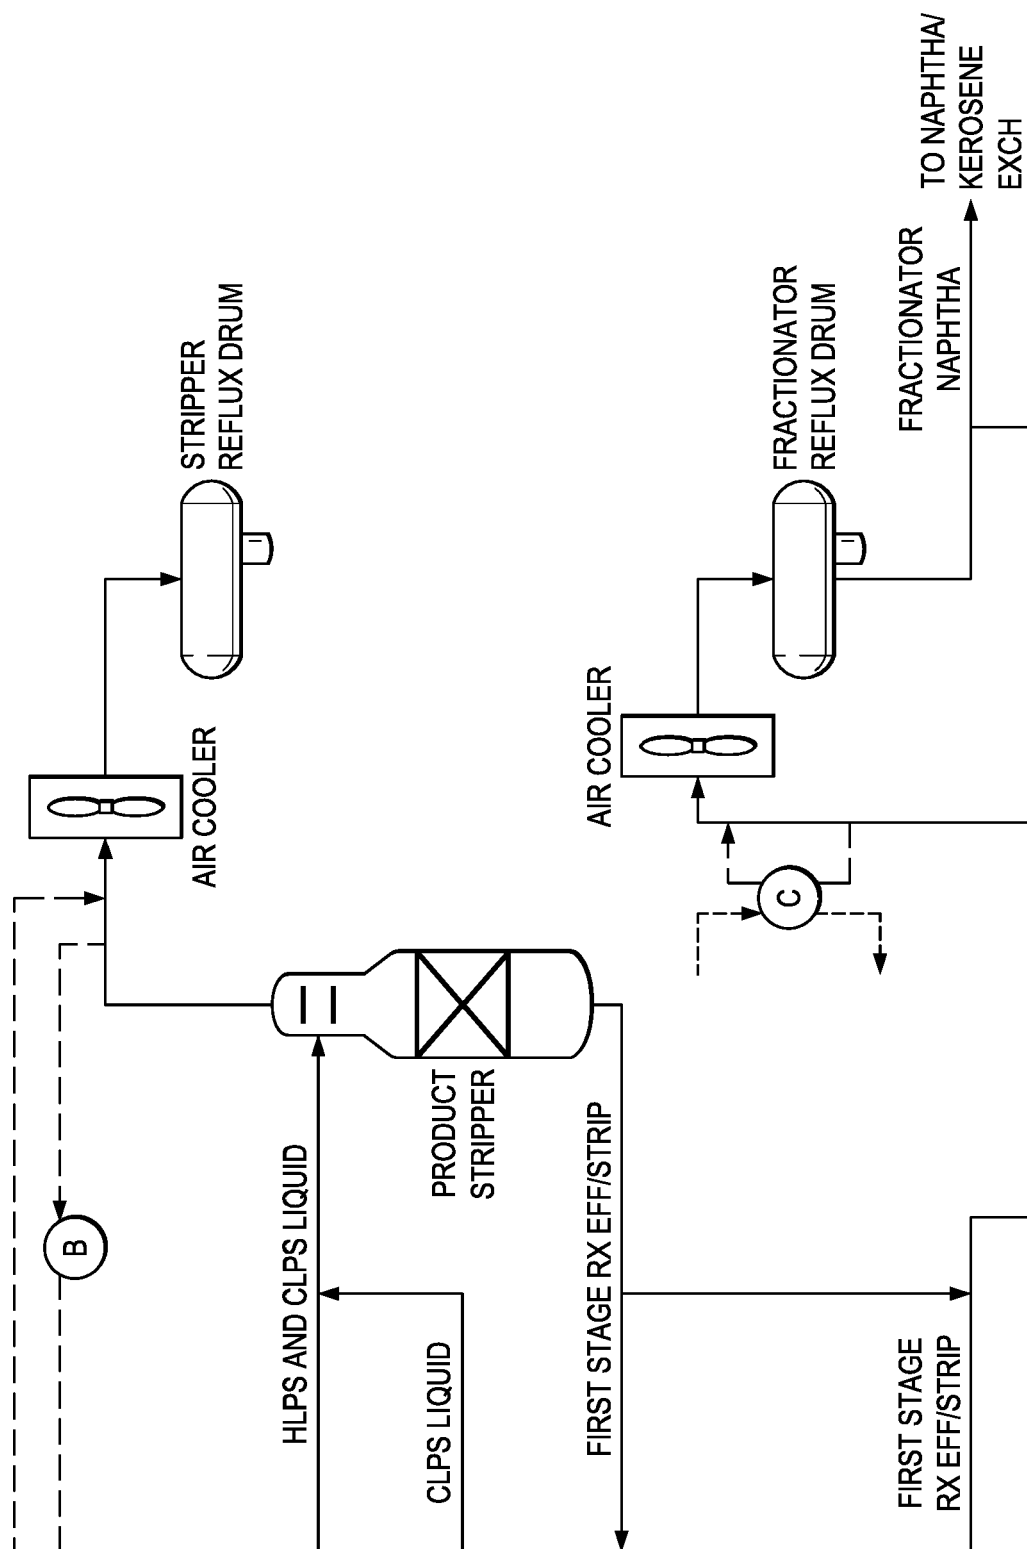 STRIPPER
REFLUX DRUM
AIR COOLER
B
HLPS AND CLPS LIQUID
CLPS LIQUID
PRODUCT
STRIPPER
FIRST STAGE RX EFF/STRIP
AIR COOLER
C
FRACTIONATOR
REFLUX DRUM
FRACTIONATOR
NAPHTHA
TO NAPHTHA/
KEROSENE
EXCH
FIRST STAGE
RX EFF/STRIP